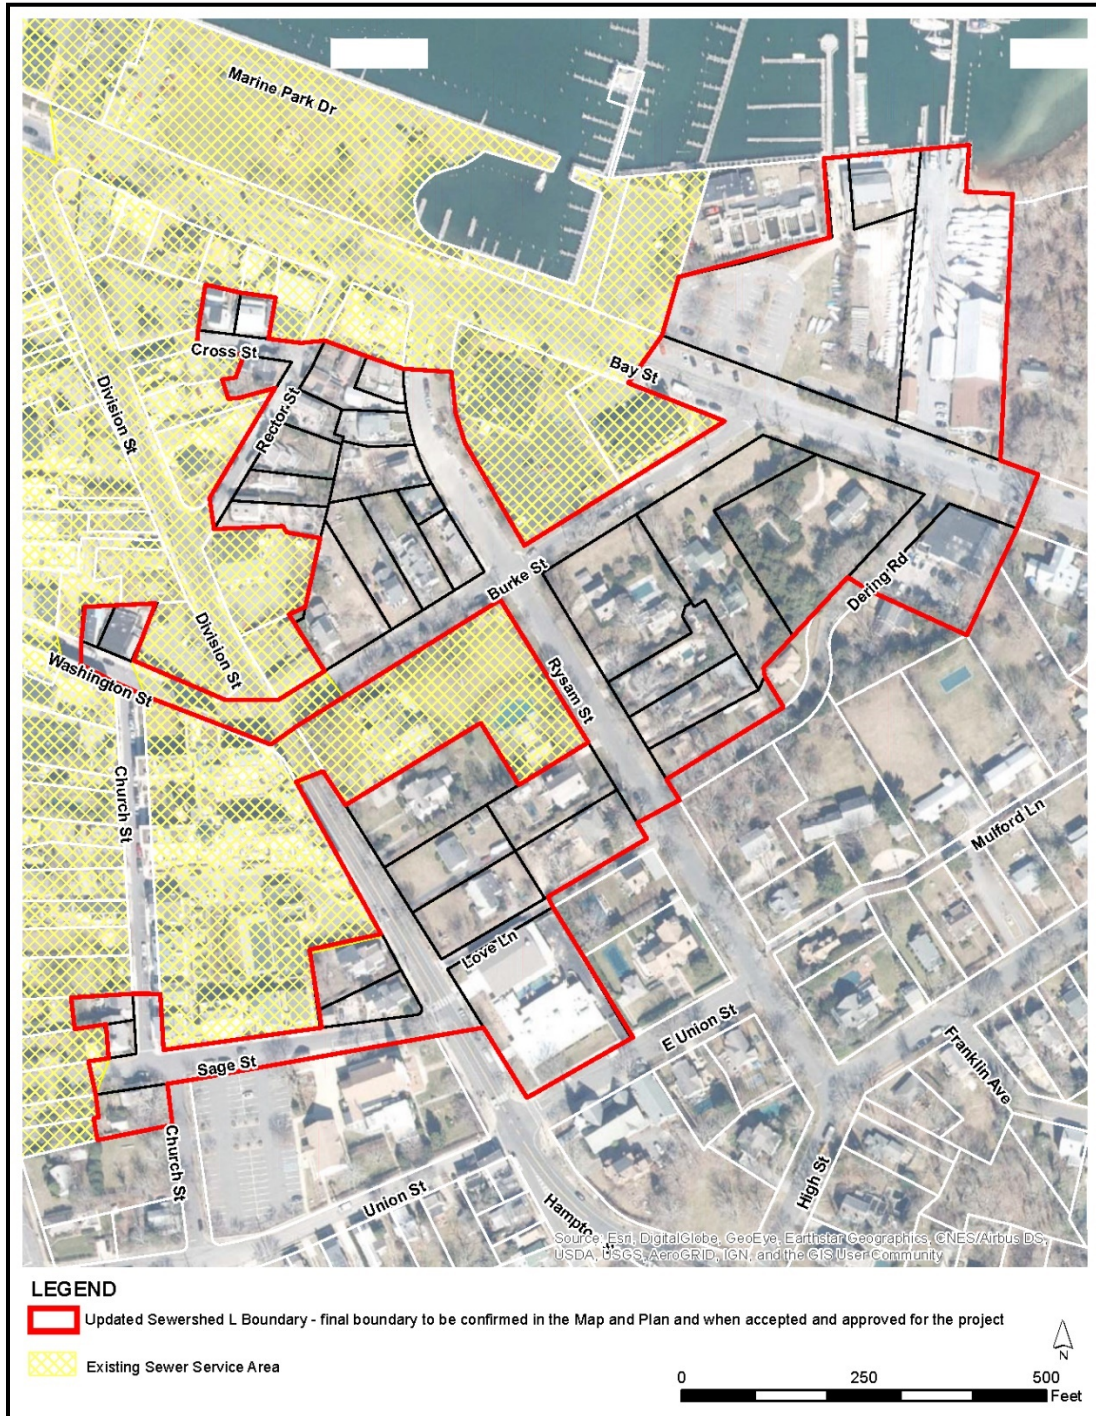 Marine Park Dr
Cross St
Bay St
Division St
Rector St
Burke St
Dering Rd
Division St
Washington St
Rysam St
Church St
Mulford Ln
Love Ln
E Union St
Sage St
Franklin Ave
Church St
Union St
High St
Source: Esri, DigitalGlobe, GeoEye, Earthstar Geographics, CNES/Airbus DS,
USDA, USGS, AeroGRID, IGN, and the GIS User Community
LEGEND
Updated Sewershed L Boundary - final boundary to be confirmed in the Map and Plan and when accepted and approved for the project
Existing Sewer Service Area
N
0 250 500
Feet